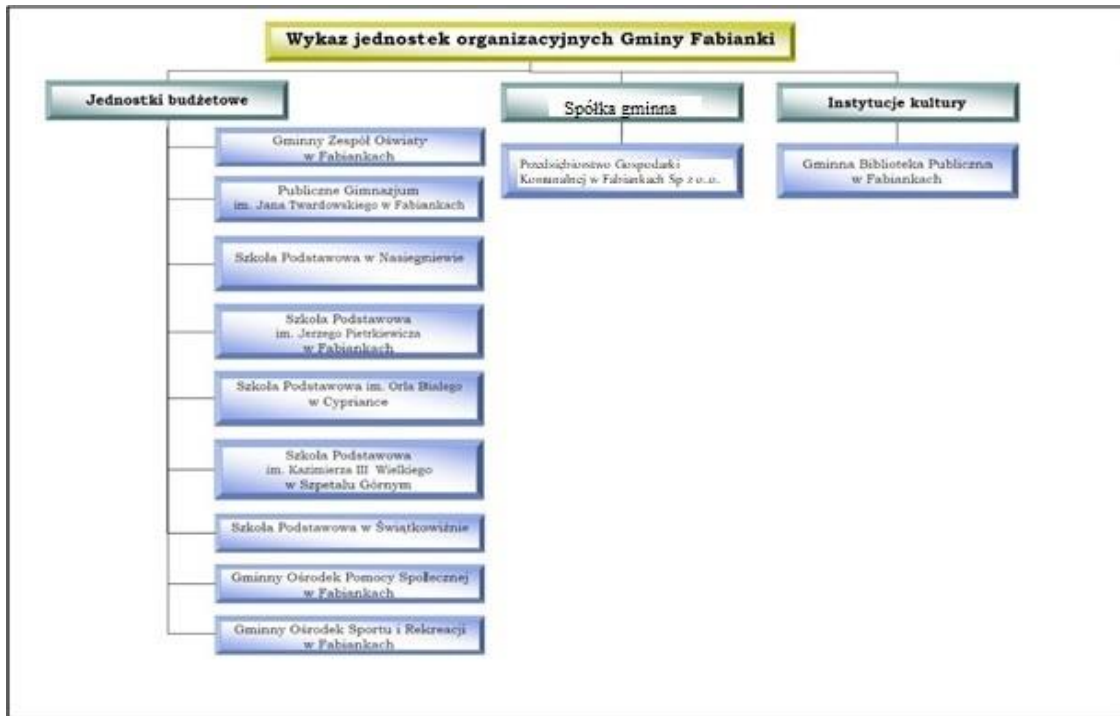 Wykaz jednostek organizacyjnych Gminy Fabianki
Jednostki budżetowe
Gminny Zespół Oświaty
w Fabiankach
Publiczne Gimnazjum
im. Jana Twardowskiego w Fabiankach
Szkoła Podstawowa w Nasiegniewie
Szkoła Podstawowa
im. Jerzego Pietrkiewicza
w Fabiankach
Szkoła Podstawowa im. Orła Białego
w Cypriance
Szkoła Podstawowa
im. Kazimierza III Wielkiego
w Szpetalu Górnym
Szkoła Podstawowa w Świątkowiźnie
Gminny Ośrodek Pomocy Społecznej
w Fabiankach
Gminny Ośrodek Sportu i Rekreacji
w Fabiankach
Spółka gminna
Przedsiębiorstwo Gospodarki
Komunalnej w Fabiankach Sp. z o..o..
Instytucje kultury
Gminna Biblioteka Publiczna
w Fabiankach